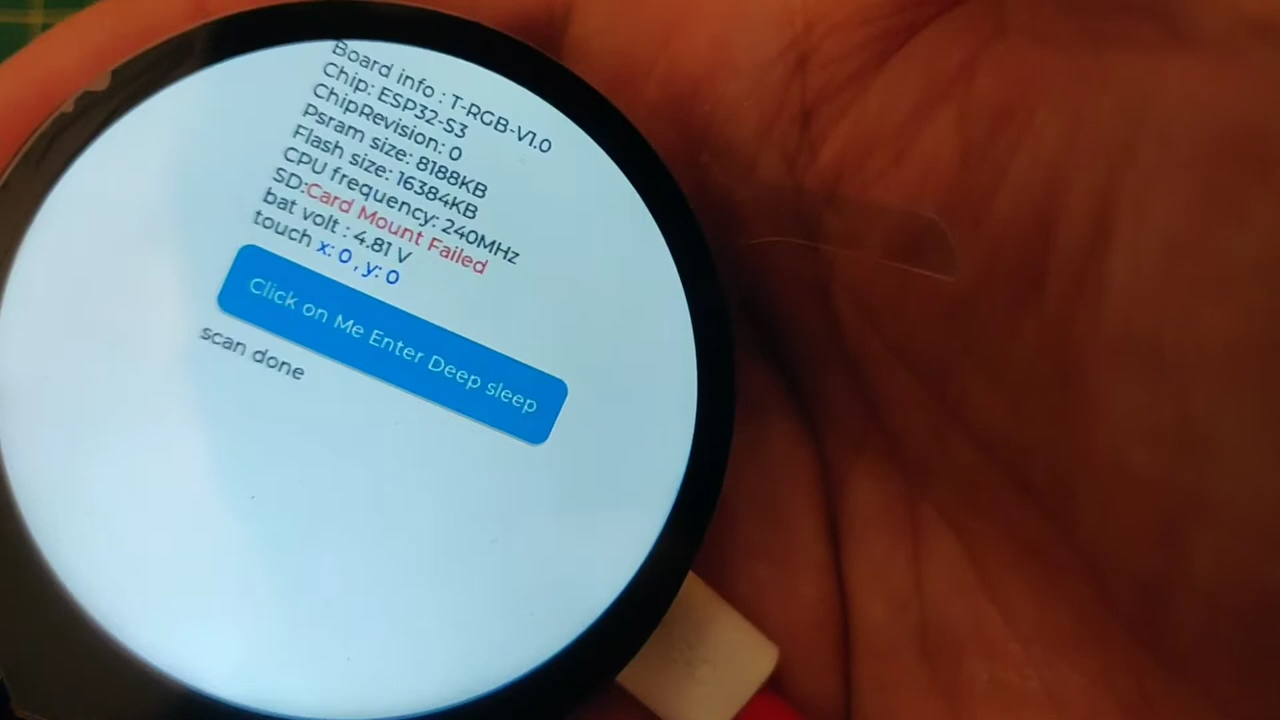 Board info : T-RGB-V1.0
Chip: ESP32-S3
ChipRevision: 0
Psram size: 8188KB
Flash size: 16384KB
CPU frequency: 240MHz
SD:Card Mount Failed
bat volt : 4.81 V
touch x: 0 , y: 0
Click on Me Enter Deep sleep
scan done